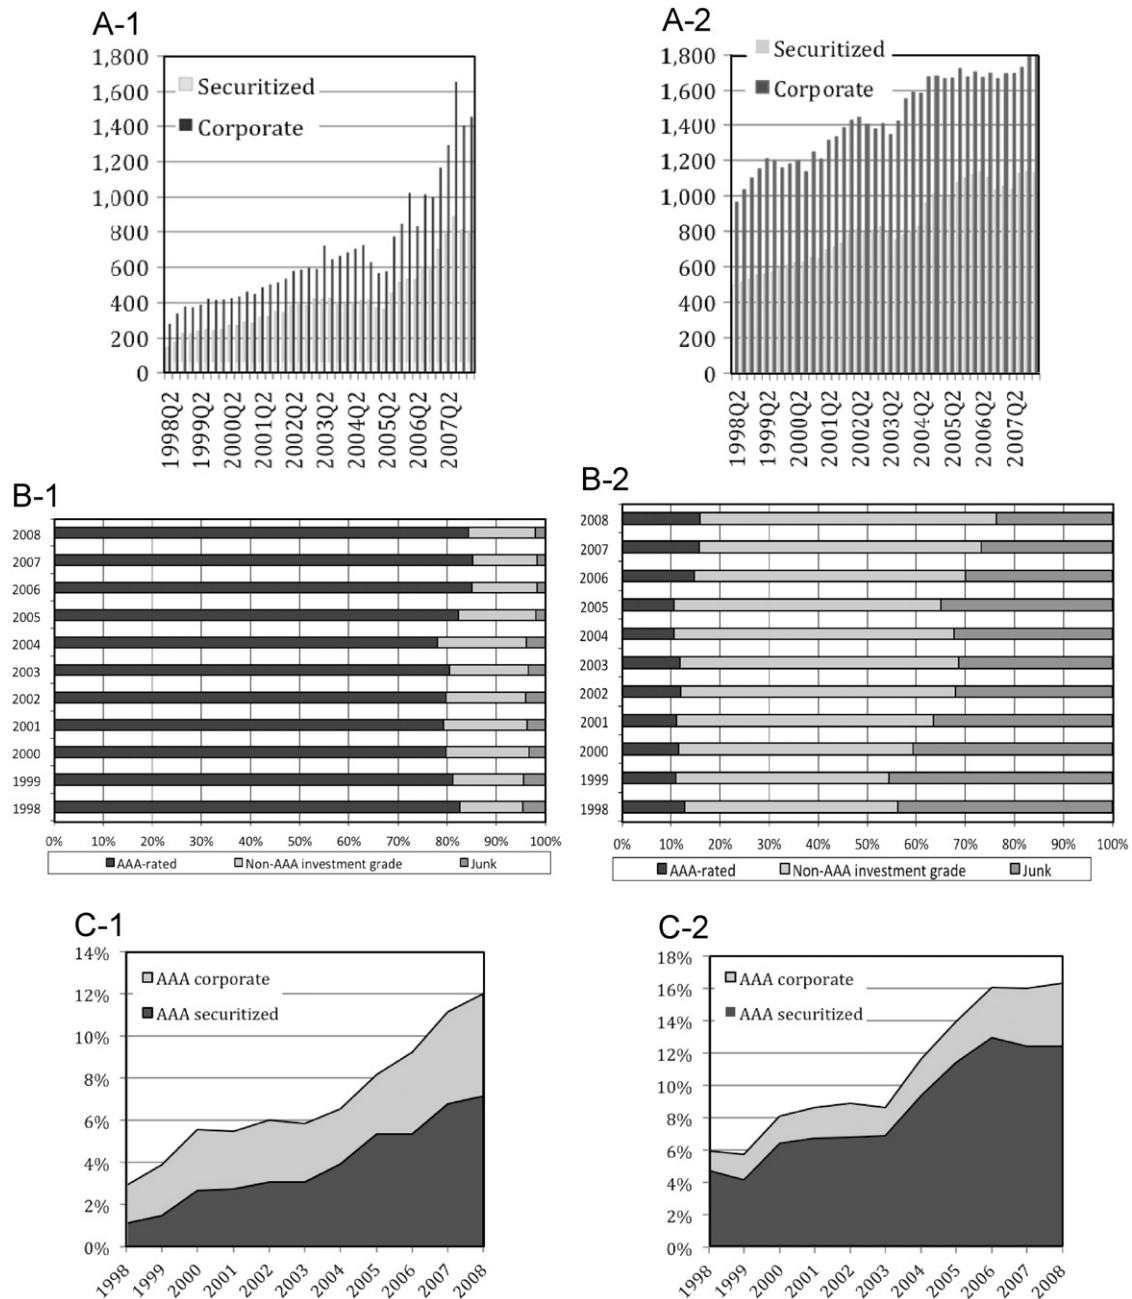 A-1
1,800
1,600
1,400
1,200
1,000
800
600
400
200
0
Securitized
Corporate
1998Q2
1999Q2
2000Q2
2001Q2
2002Q2
2003Q2
2004Q2
2005Q2
2006Q2
2007Q2
A-2
1,800
1,600
1,400
1,200
1,000
800
600
400
200
0
Securitized
Corporate
1998Q2
1999Q2
2000Q2
2001Q2
2002Q2
2003Q2
2004Q2
2005Q2
2006Q2
2007Q2
B-1
2008
2007
2006
2005
2004
2003
2002
2001
2000
1999
1998
0% 10% 20% 30% 40% 50% 60% 70% 80% 90% 100%
AAA-rated Non-AAA investment grade Junk
B-2
2008
2007
2006
2005
2004
2003
2002
2001
2000
1999
1998
0% 10% 20% 30% 40% 50% 60% 70% 80% 90% 100%
AAA-rated Non-AAA investment grade Junk
C-1
14%
12%
10%
8%
6%
4%
2%
0%
AAA corporate
AAA securitized
1998 1999 2000 2001 2002 2003 2004 2005 2006 2007 2008
C-2
18%
16%
14%
12%
10%
8%
6%
4%
2%
0%
AAA corporate
AAA securitized
1998 1999 2000 2001 2002 2003 2004 2005 2006 2007 2008